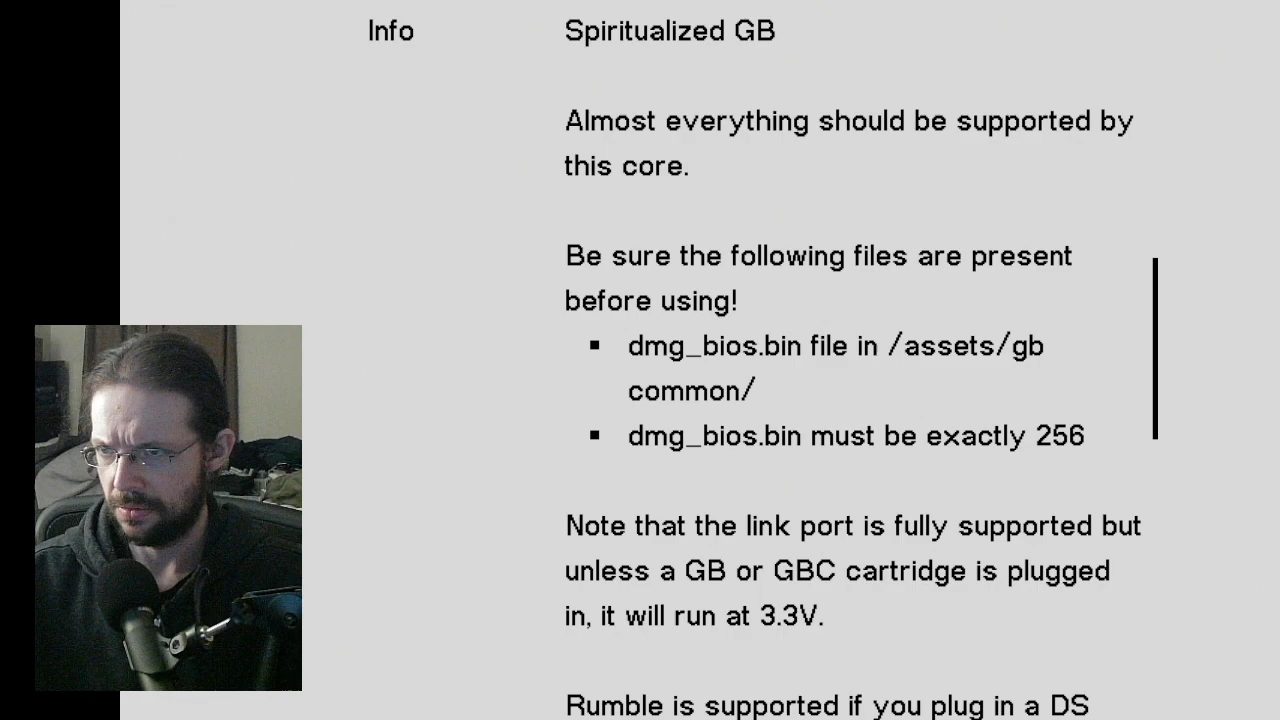 Info
Spiritualized GB
Almost everything should be supported by
this core.
Be sure the following files are present
before using!
▪ dmg_bios.bin file in /assets/gb
common/
▪ dmg_bios.bin must be exactly 256
Note that the link port is fully supported but
unless a GB or GBC cartridge is plugged
in, it will run at 3.3V.
Rumble is supported if you plug in a DS